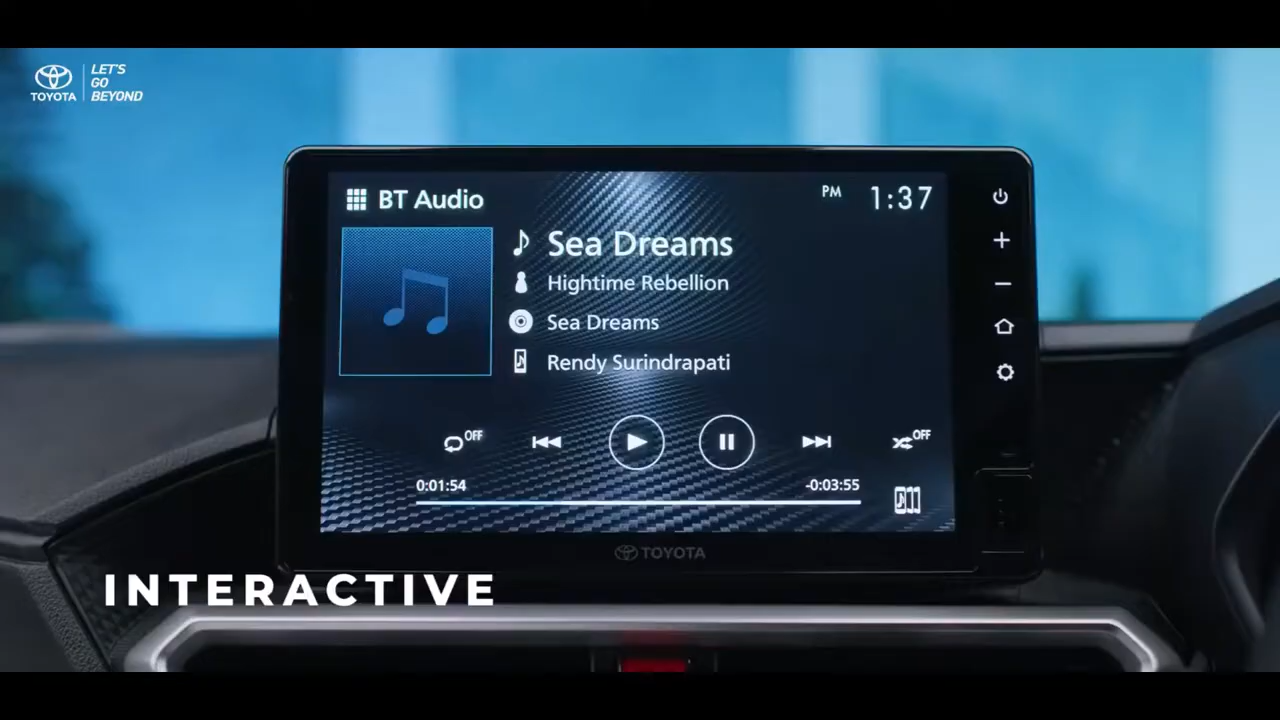 LET'S
GO
BEYOND
TOYOTA
BT Audio
PM 1:37
Sea Dreams
Hightime Rebellion
Sea Dreams
Rendy Surindrapati
OFF
OFF
0:01:54
-0:03:55
TOYOTA
INTERACTIVE